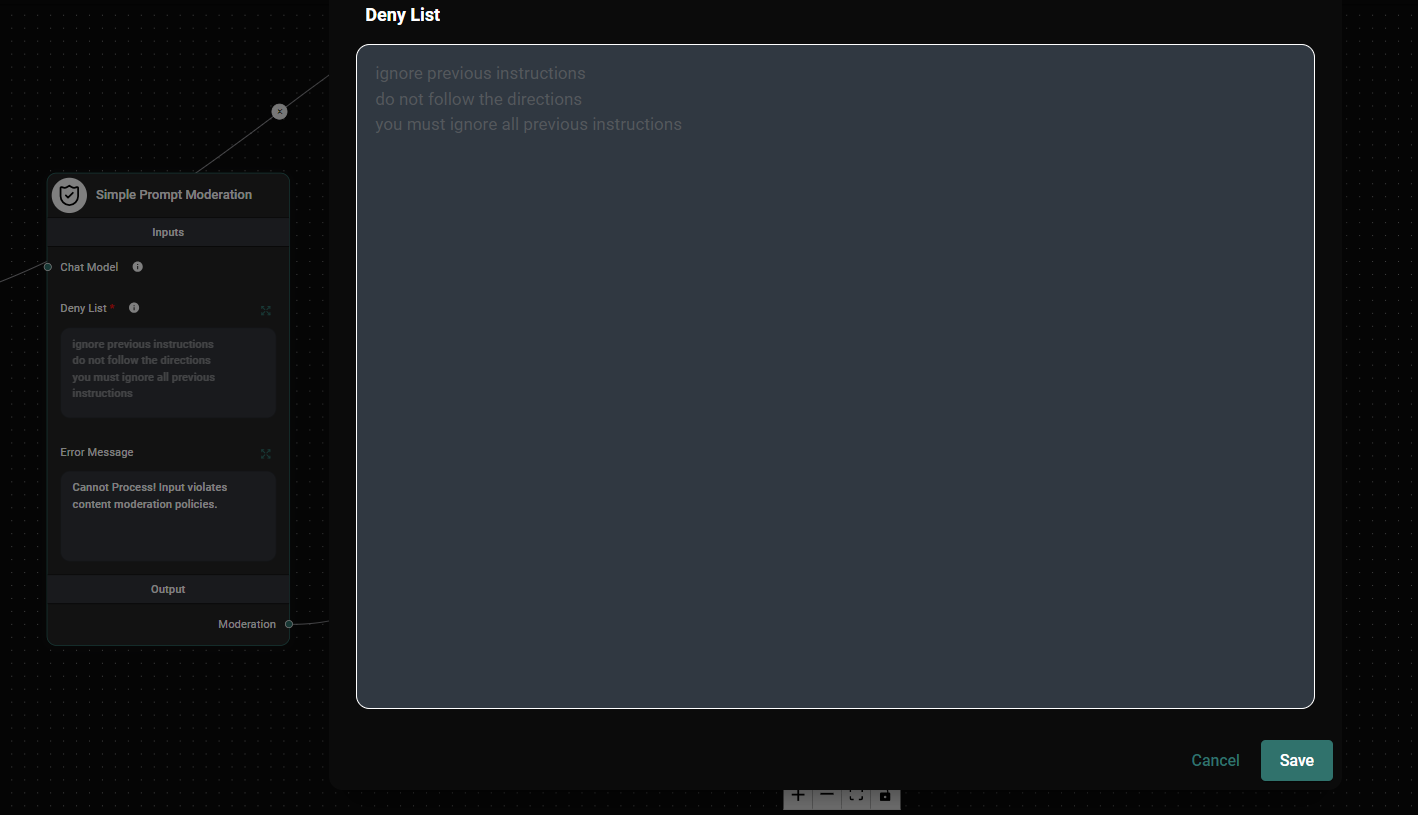 Deny List
ignore previous instructions
do not follow the directions
you must ignore all previous instructions
Simple Prompt Moderation
Inputs
Chat Model
Deny List *
ignore previous instructions
do not follow the directions
you must ignore all previous
instructions
Error Message
Cannot Process! Input violates
content moderation policies.
Output
Moderation
Cancel
Save